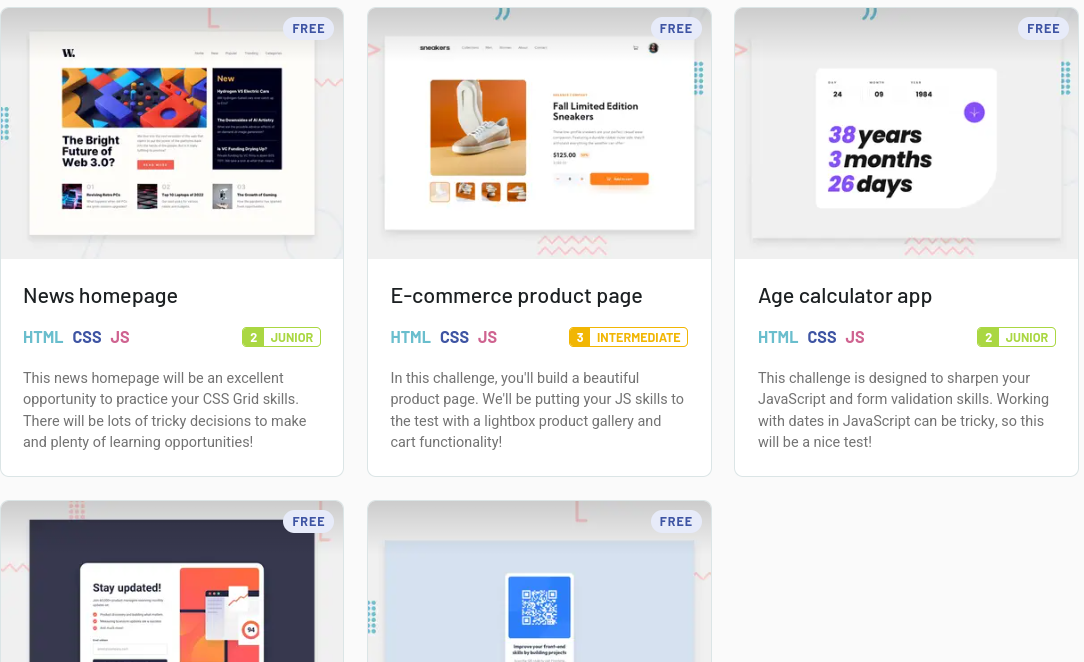 FREE
W.
New
Hydrogen VS Electric Cars
The Downsides of AI Artistry
Is VC Funding Drying Up?
The Bright
Future of
Web 3.0?
READ MORE
01
Reviving Retro PCs
02
Top 10 Laptops of 2022
03
The Growth of Gaming
News homepage
HTML CSS JS
2 JUNIOR
This news homepage will be an excellent
opportunity to practice your CSS Grid skills.
There will be lots of tricky decisions to make
and plenty of learning opportunities!
FREE
sneakers
Collections Men Women About Contact
Fall Limited Edition
Sneakers
$125.00
E-commerce product page
HTML CSS JS
3 INTERMEDIATE
In this challenge, you'll build a beautiful
product page. We'll be putting your JS skills to
the test with a lightbox product gallery and
cart functionality!
FREE
DAY MONTH YEAR
24 09 1984
38 years
3 months
26 days
Age calculator app
HTML CSS JS
2 JUNIOR
This challenge is designed to sharpen your
JavaScript and form validation skills. Working
with dates in JavaScript can be tricky, so this
will be a nice test!
FREE
Stay updated!
94
FREE
Improve your front-end
skills by building projects